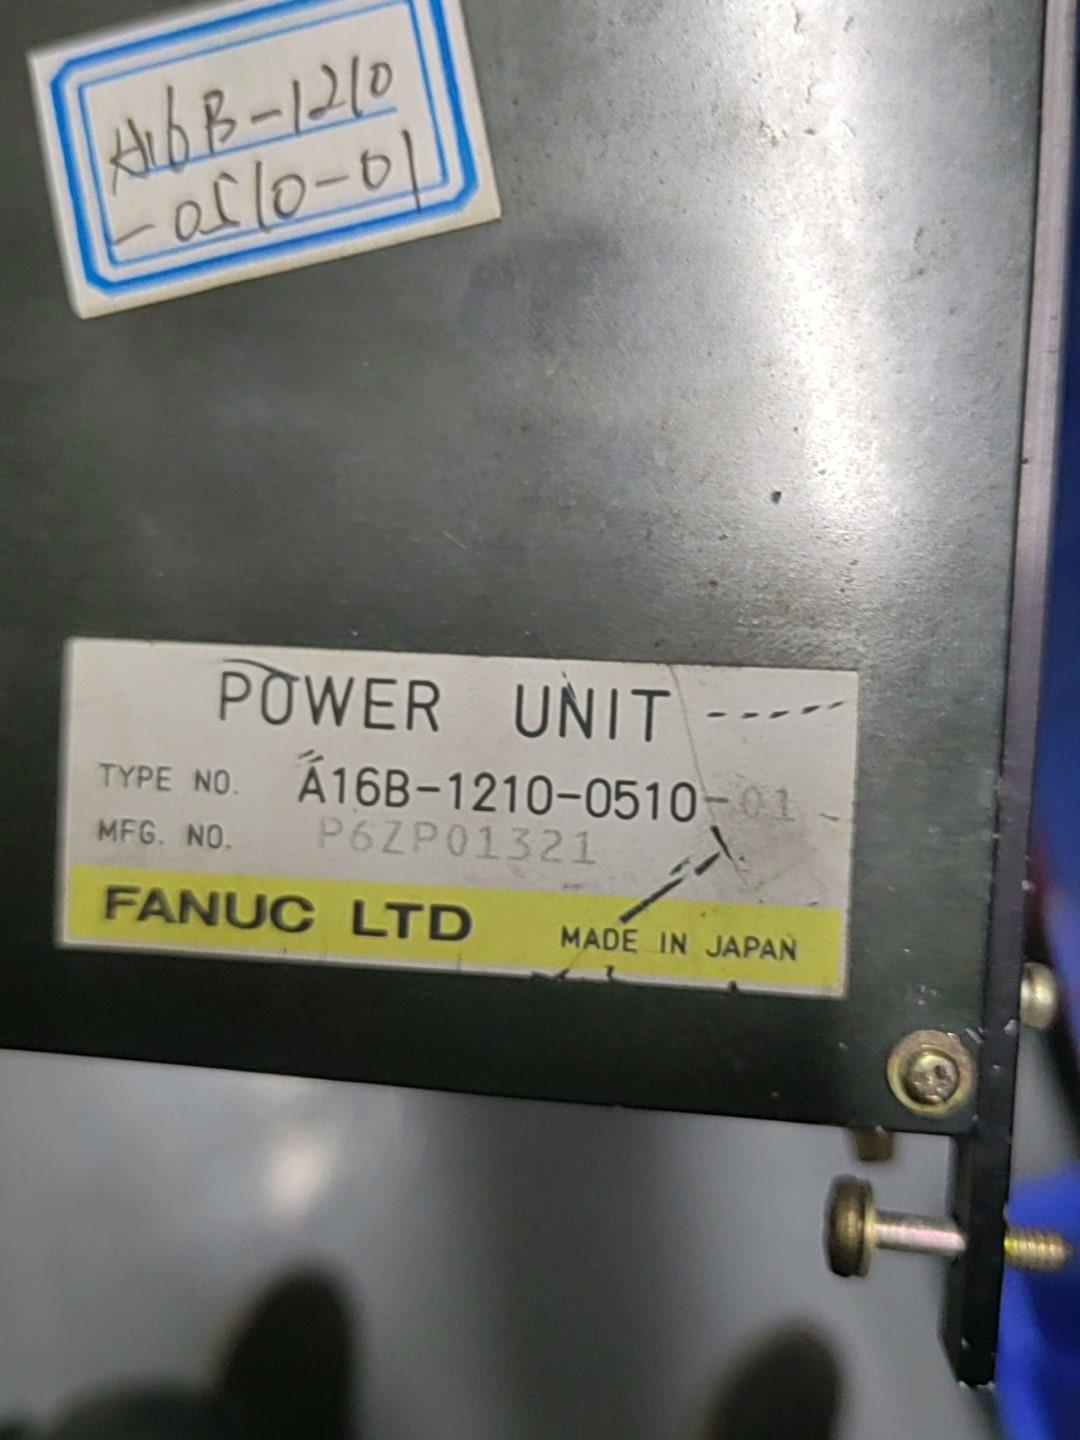 A16B-1210
-0510-01
POWER UNIT
TYPE NO. A16B-1210-0510-01
MFG. NO. P6ZP01321
FANUC LTD MADE IN JAPAN